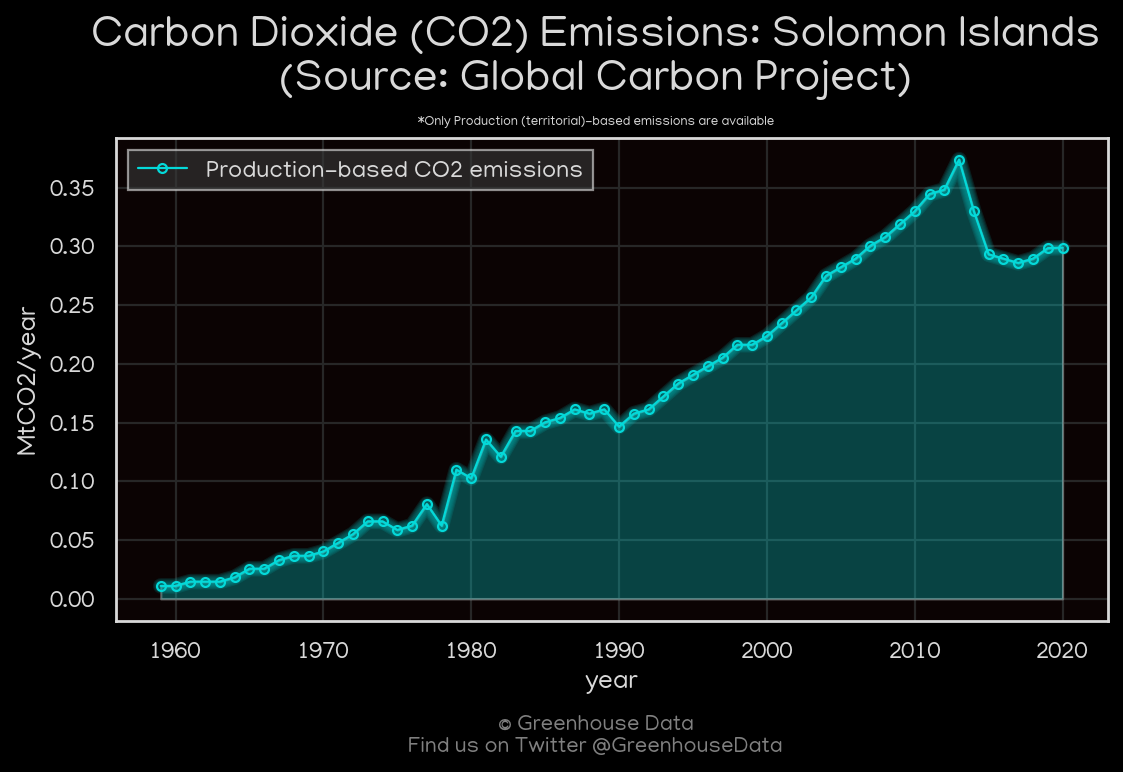 Carbon Dioxide (CO2) Emissions: Solomon Islands
(Source: Global Carbon Project)
*Only Production (territorial)-based emissions are available
Production-based CO2 emissions
0.35
0.30
0.25
0.20
0.15
0.10
0.05
0.00
MtCO2/year
1960 1970 1980 1990 2000 2010 2020
year
© Greenhouse Data
Find us on Twitter @GreenhouseData